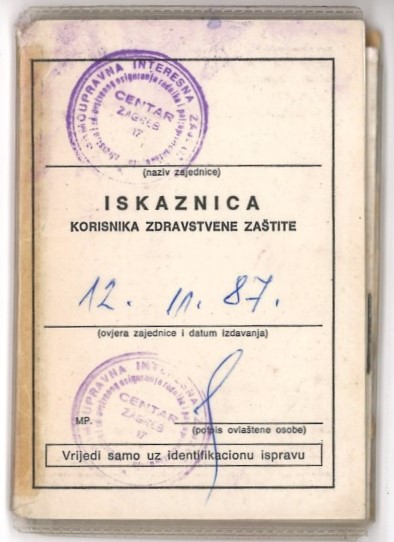 SAMOUPRAVNA INTERESNA
CENTAR
ZAGREB
17
(naziv zajednice)
ISKAZNICA
KORISNIKA ZDRAVSTVENE ZAŠTITE
12. 11. 87.
(ovjera zajednice i datum izdavanja)
UPRAVNA INTERESNA
CENTAR
ZAGREB
17
MP.
(potpis ovlaštene osobe)
Vrijedi samo uz identifikacionu ispravu